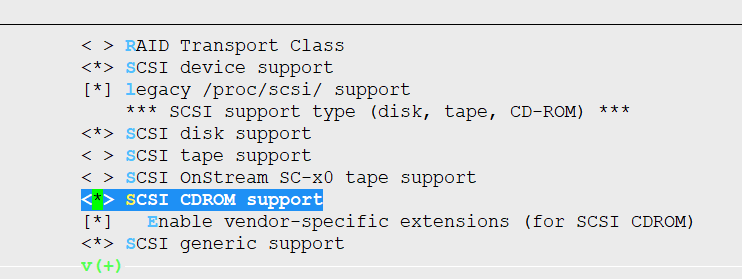 < > RAID Transport Class
<*> SCSI device support
[*] legacy /proc/scsi/ support
*** SCSI support type (disk, tape, CD-ROM) ***
<*> SCSI disk support
< > SCSI tape support
< > SCSI OnStream SC-x0 tape support
<*> SCSI CDROM support
[*] Enable vendor-specific extensions (for SCSI CDROM)
<*> SCSI generic support
v(+)